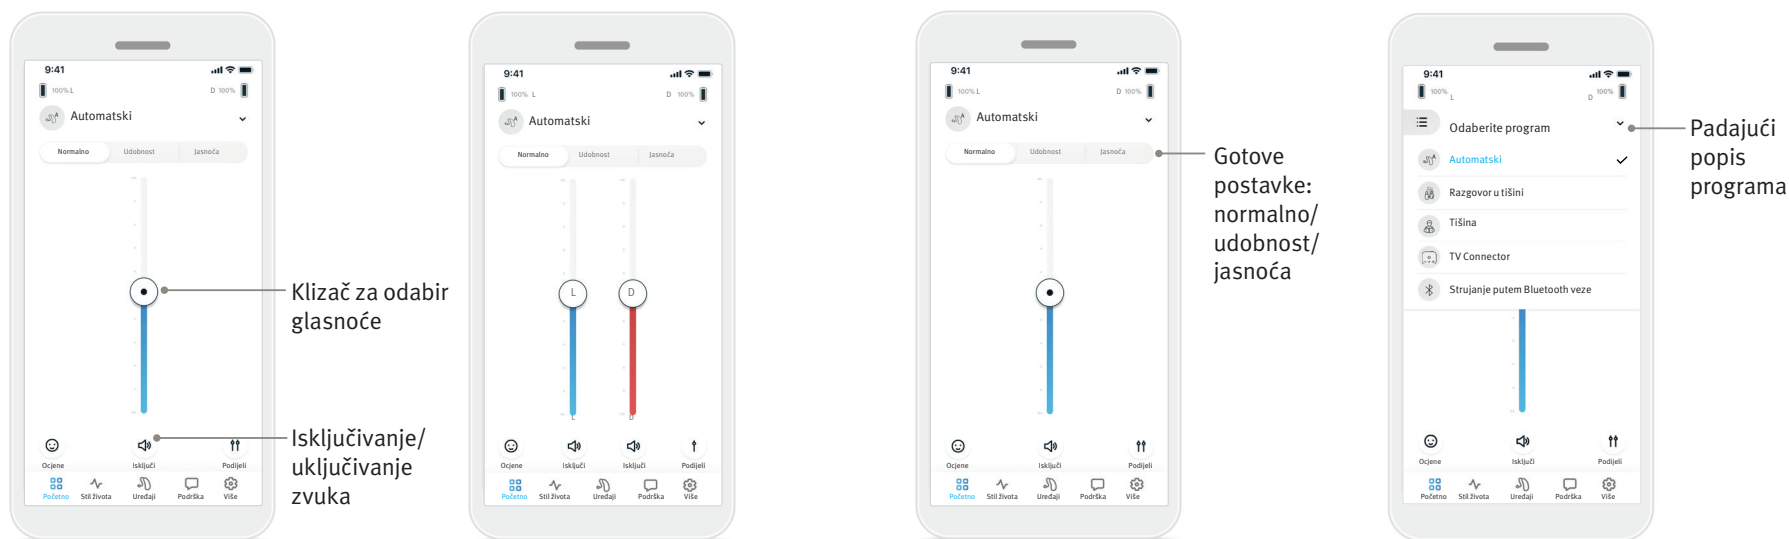 9:41
100% L
D 100%
Automatski
Normalno
Udobnost
Jasnoća
Ocjene
Isključi
Podijeli
Početno
Stil života
Uređaji
Podrška
Više
Klizač za odabir
glasnoće
Isključivanje/
uključivanje
zvuka
9:41
100% L
D 100%
Automatski
Normalno
Udobnost
Jasnoća
L
D
L
D
Ocjene
Isključi
Isključi
Podijeli
Početno
Stil života
Uređaji
Podrška
Više
9:41
100% L
D 100%
Automatski
Normalno
Udobnost
Jasnoća
Ocjene
Isključi
Podijeli
Početno
Stil života
Uređaji
Podrška
Više
Gotove
postavke:
normalno/
udobnost/
jasnoća
9:41
100% L
D 100%
Odaberite program
Automatski
Razgovor u tišini
Tišina
TV Connector
Strujanje putem Bluetooth veze
Ocjene
Isključi
Podijeli
Početno
Stil života
Uređaji
Podrška
Više
Padajući
popis
programa